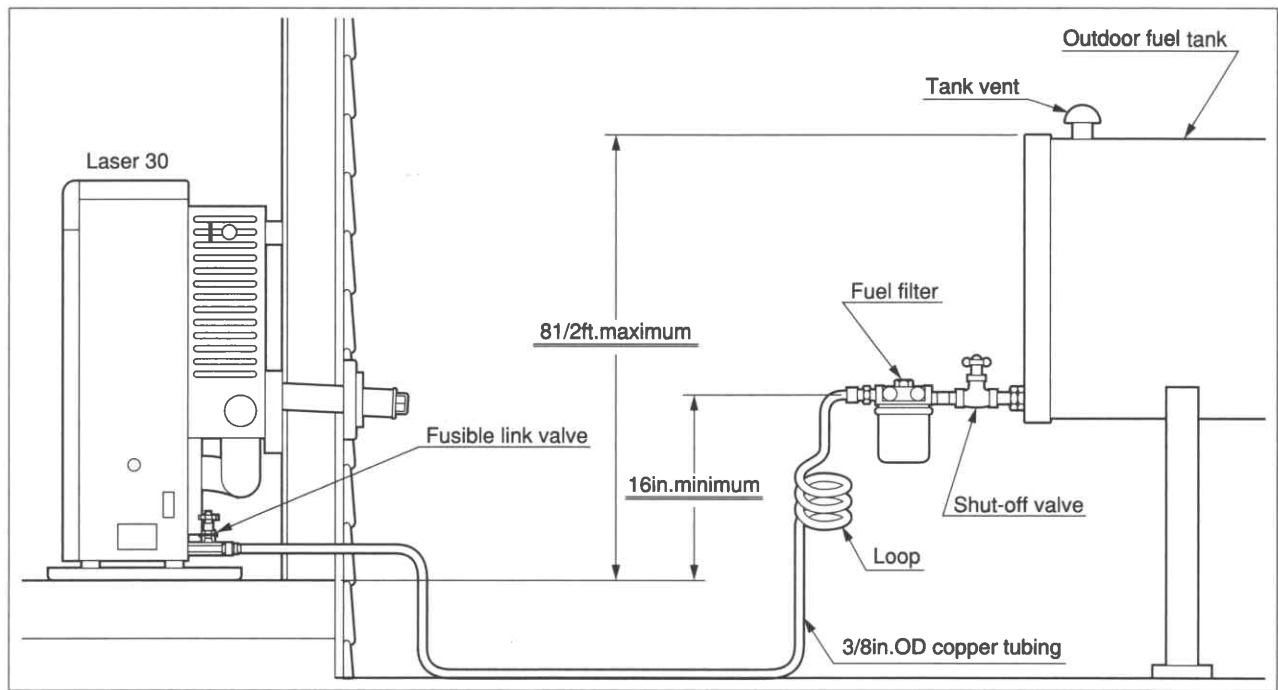 Outdoor fuel tank
Tank vent
Laser 30
Fuel filter
81/2ft.maximum
Fusible link valve
16in.minimum
Shut-off valve
Loop
3/8in.OD copper tubing